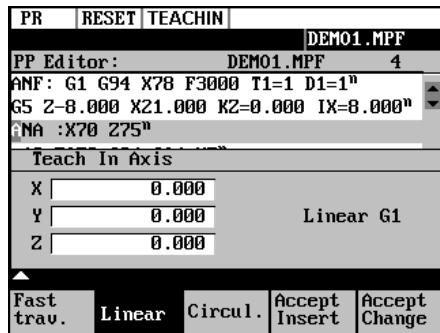 PR RESET TEACHIN
DEMO1.MPF
PP Editor: DEMO1.MPF 4
ANF: G1 G94 X78 F3000 T1=1 D1=1ⁿ
G5 Z-8.000 X21.000 KZ=0.000 IX=8.000ⁿ
ANA :X70 Z75ⁿ
Teach In Axis
X 0.000
Y 0.000 Linear G1
Z 0.000
Fast trav. Linear Circul. Accept Insert Accept Change